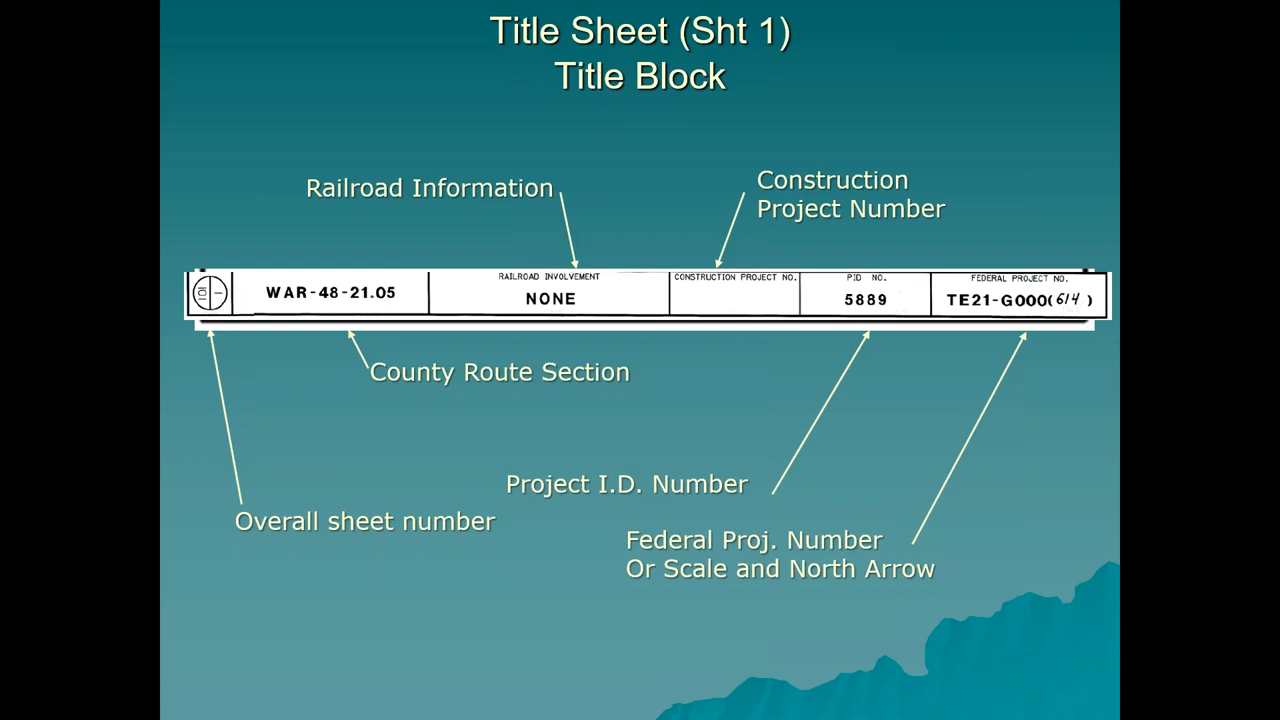 Title Sheet (Sht 1)
Title Block
Railroad Information
Construction
Project Number
1
101
WAR-48-21.05
RAILROAD INVOLVEMENT
NONE
CONSTRUCTION PROJECT NO.
PID NO.
5889
FEDERAL PROJECT NO.
TE21-G000(614)
County Route Section
Project I.D. Number
Overall sheet number
Federal Proj. Number
Or Scale and North Arrow